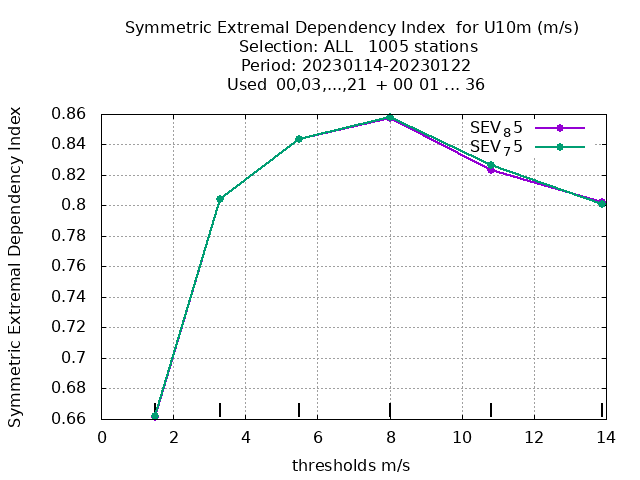 Symmetric Extremal Dependency Index  for U10m (m/s)
Selection: ALL   1005 stations
Period: 20230114-20230122
Used  00,03,...,21  + 00 01 ... 36
Symmetric Extremal Dependency Index
0.86
0.84
0.82
0.8
0.78
0.76
0.74
0.72
0.7
0.68
0.66
SEV₈5
SEV₇5
0 2 4 6 8 10 12 14
thresholds m/s